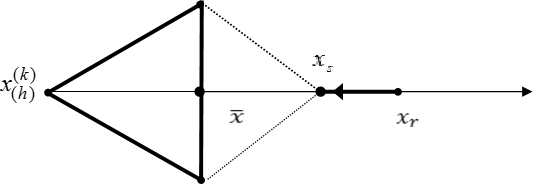 x_{(h)}^{(k)}
x_s
x̄
x_r